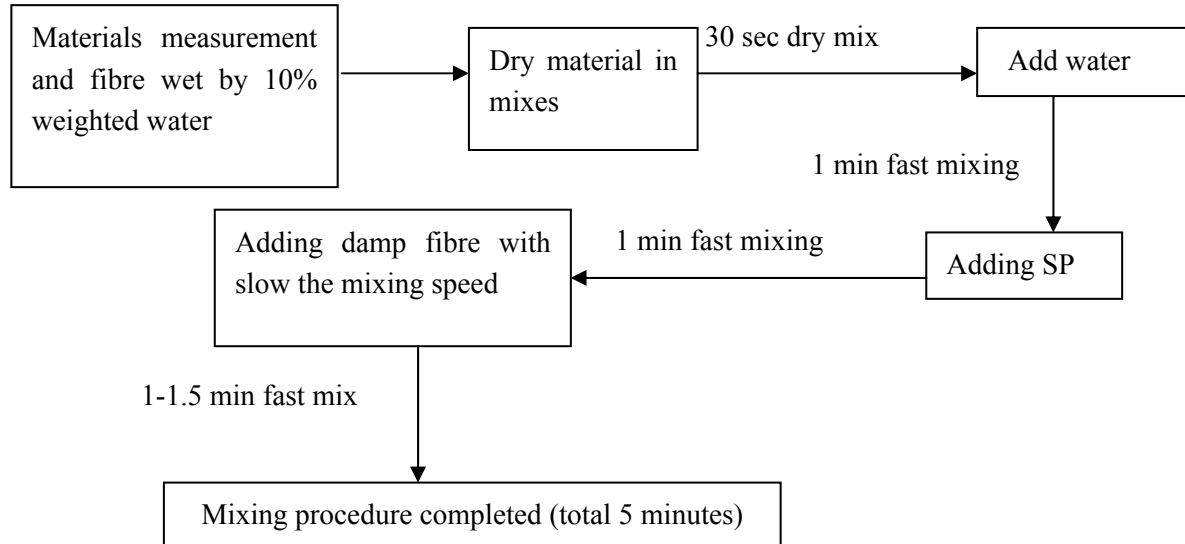 Materials measurement
and fibre wet by 10%
weighted water
Dry material in
mixes
30 sec dry mix
Add water
1 min fast mixing
Adding SP
1 min fast mixing
Adding damp fibre with
slow the mixing speed
1-1.5 min fast mix
Mixing procedure completed (total 5 minutes)